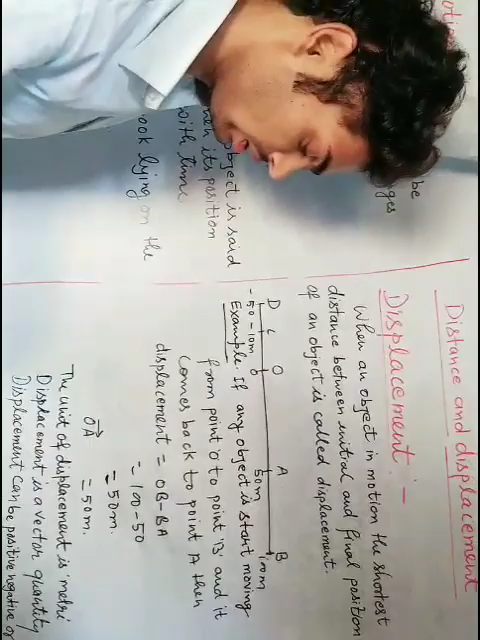 be
object is said
its position
with time.
ook lying on the
Distance and displacement
Displacement:-
When an object in motion the shortest
distance between initial and final position
of an object is called displacement.
D C O A B
-50 -10m 0 50m 100m
Example. If any object is start moving
from point 'O' to point 'B' and it
comes back to point A then
displacement = OB-BA
= 100-50
= 50m.
OA = 50m.
The unit of displacement is 'metri
Displacement is a vector quantity
Displacement can be positive negative or